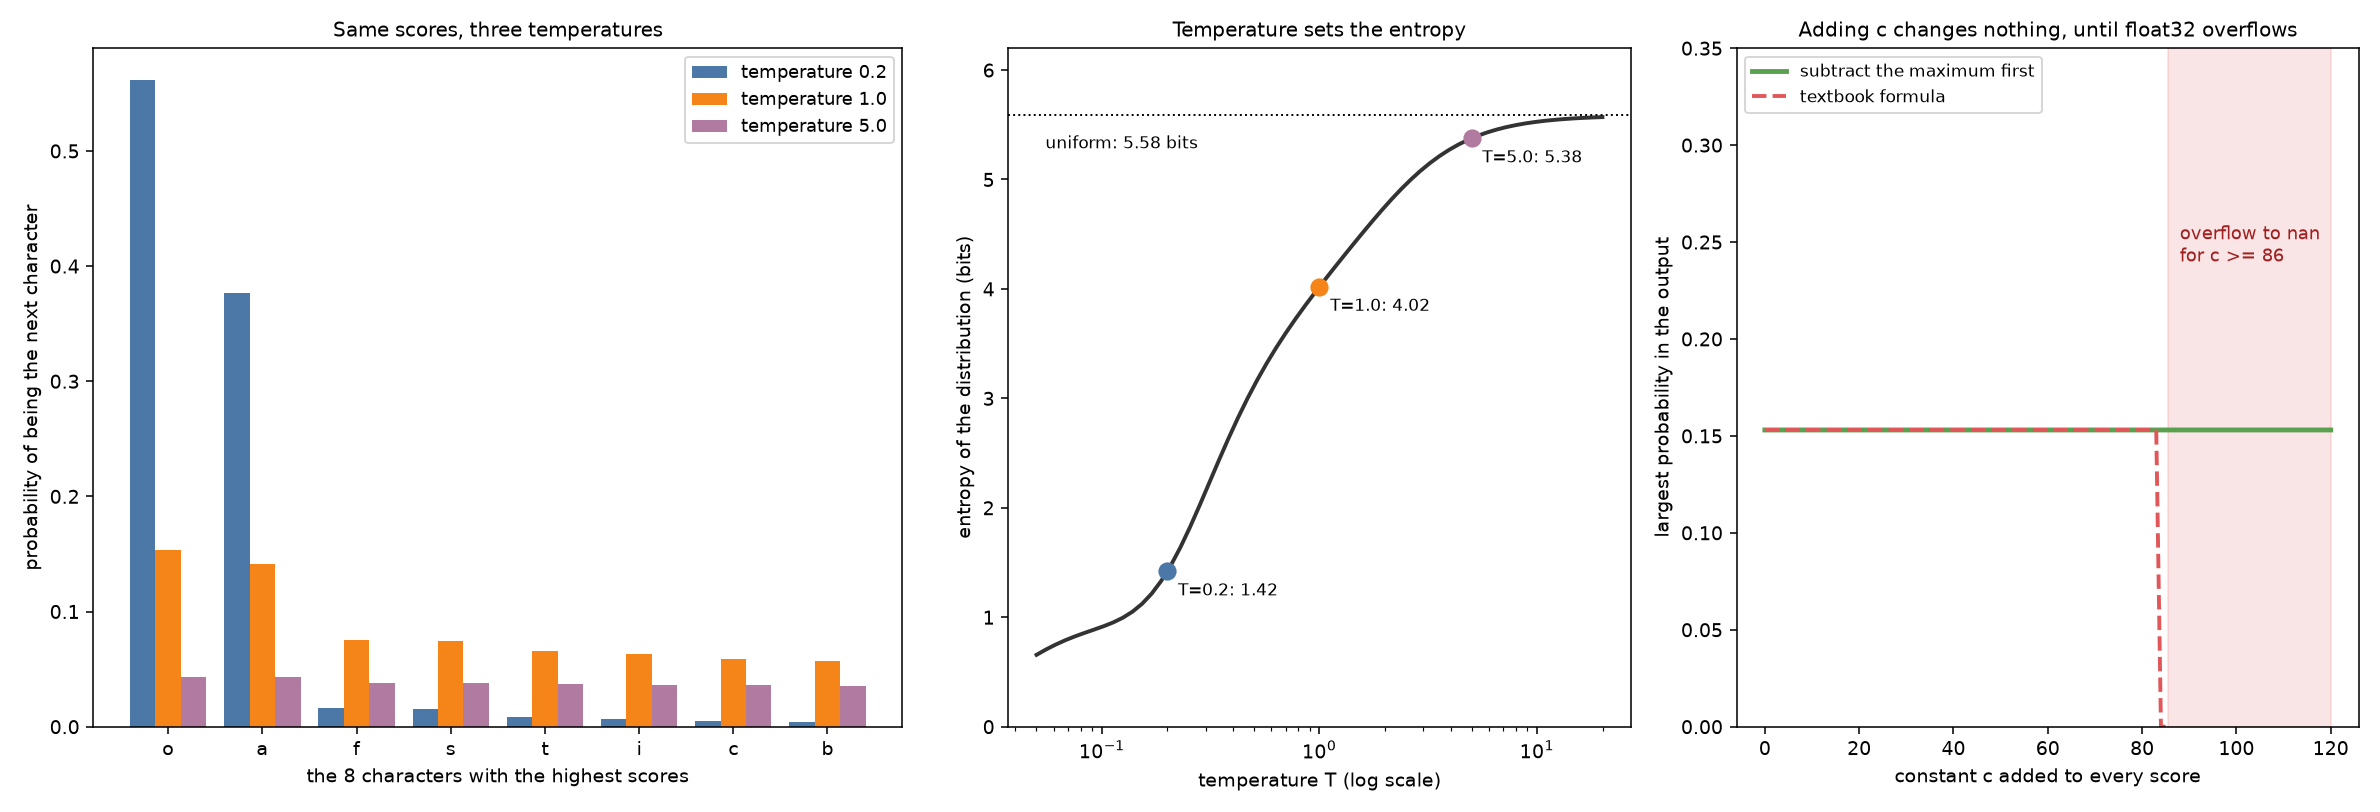 Same scores, three temperatures
temperature 0.2
temperature 1.0
temperature 5.0
probability of being the next character
0.5
0.4
0.3
0.2
0.1
0.0
o a f s t i c b
the 8 characters with the highest scores
Temperature sets the entropy
entropy of the distribution (bits)
6
5
4
3
2
1
0
uniform: 5.58 bits
T=5.0: 5.38
T=1.0: 4.02
T=0.2: 1.42
10⁻¹ 10⁰ 10¹
temperature T (log scale)
Adding c changes nothing, until float32 overflows
subtract the maximum first
textbook formula
largest probability in the output
0.35
0.30
0.25
0.20
0.15
0.10
0.05
0.00
overflow to nan
for c >= 86
0 20 40 60 80 100 120
constant c added to every score